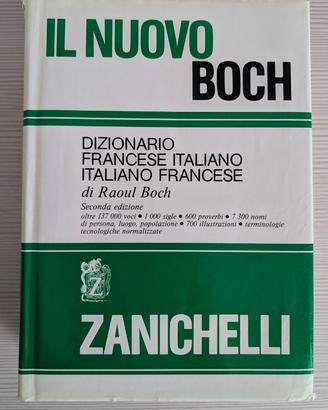 IL NUOVO
BOCH
DIZIONARIO
FRANCESE ITALIANO
ITALIANO FRANCESE
di Raoul Boch
Seconda edizione
oltre 137 000 voci • 1 000 sigle • 600 proverbi • 7 300 nomi
di persona, luogo, popolazione • 700 illustrazioni • terminologie
tecnologiche normalizzate
Z
ZANICHELLI